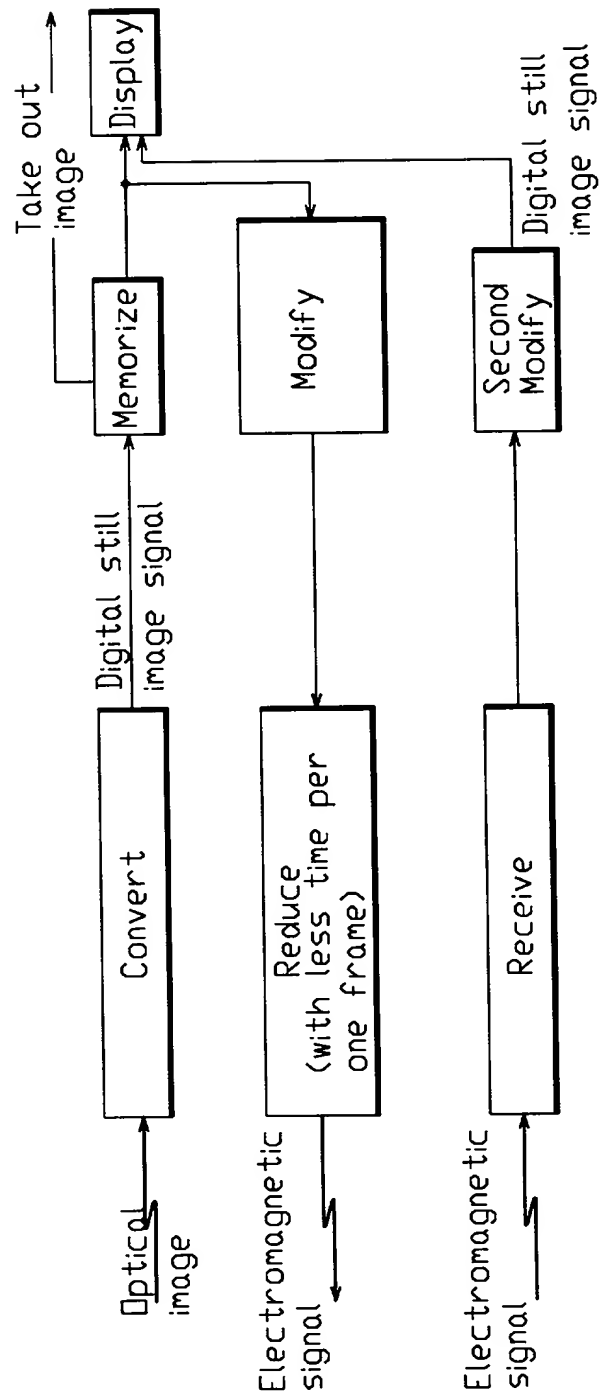 Optical
image
Convert
Digital still
image signal
Memorize
Take out
image
Display
Electromagnetic
signal
Reduce
(with less time per
one frame)
Modify
Electromagnetic
signal
Receive
Second
Modify
Digital still
image signal